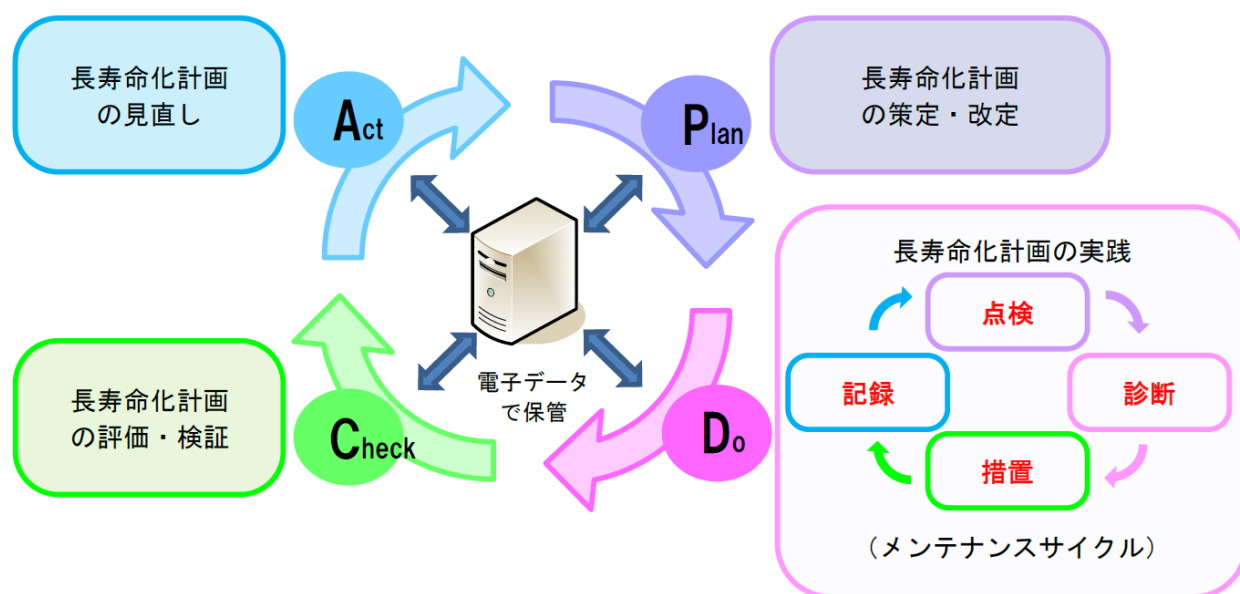 長寿命化計画
の見直し
Act
Plan
長寿命化計画
の策定・改定
長寿命化計画の実践
点検
記録
診断
措置
（メンテナンスサイクル）
電子データ
で保管
長寿命化計画
の評価・検証
Check
Do